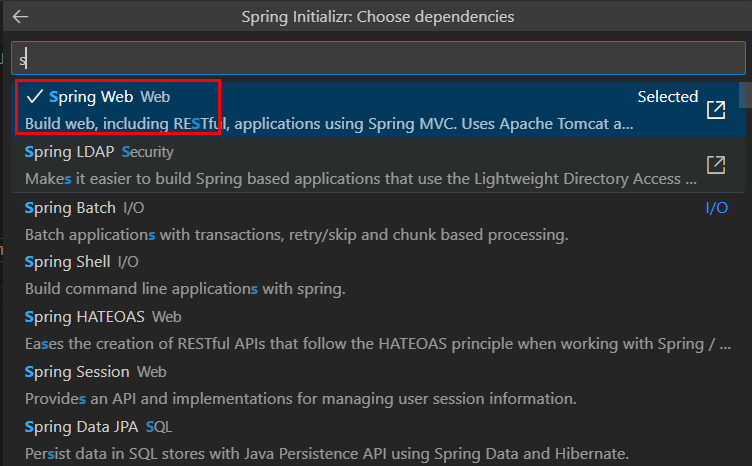 Spring Initializr: Choose dependencies
s
Spring Web Web Selected
Build web, including RESTful, applications using Spring MVC. Uses Apache Tomcat a...
Spring LDAP Security
Makes it easier to build Spring based applications that use the Lightweight Directory Access ...
Spring Batch I/O I/O
Batch applications with transactions, retry/skip and chunk based processing.
Spring Shell I/O
Build command line applications with spring.
Spring HATEOAS Web
Eases the creation of RESTful APIs that follow the HATEOAS principle when working with Spring / ...
Spring Session Web
Provides an API and implementations for managing user session information.
Spring Data JPA SQL
Persist data in SQL stores with Java Persistence API using Spring Data and Hibernate.